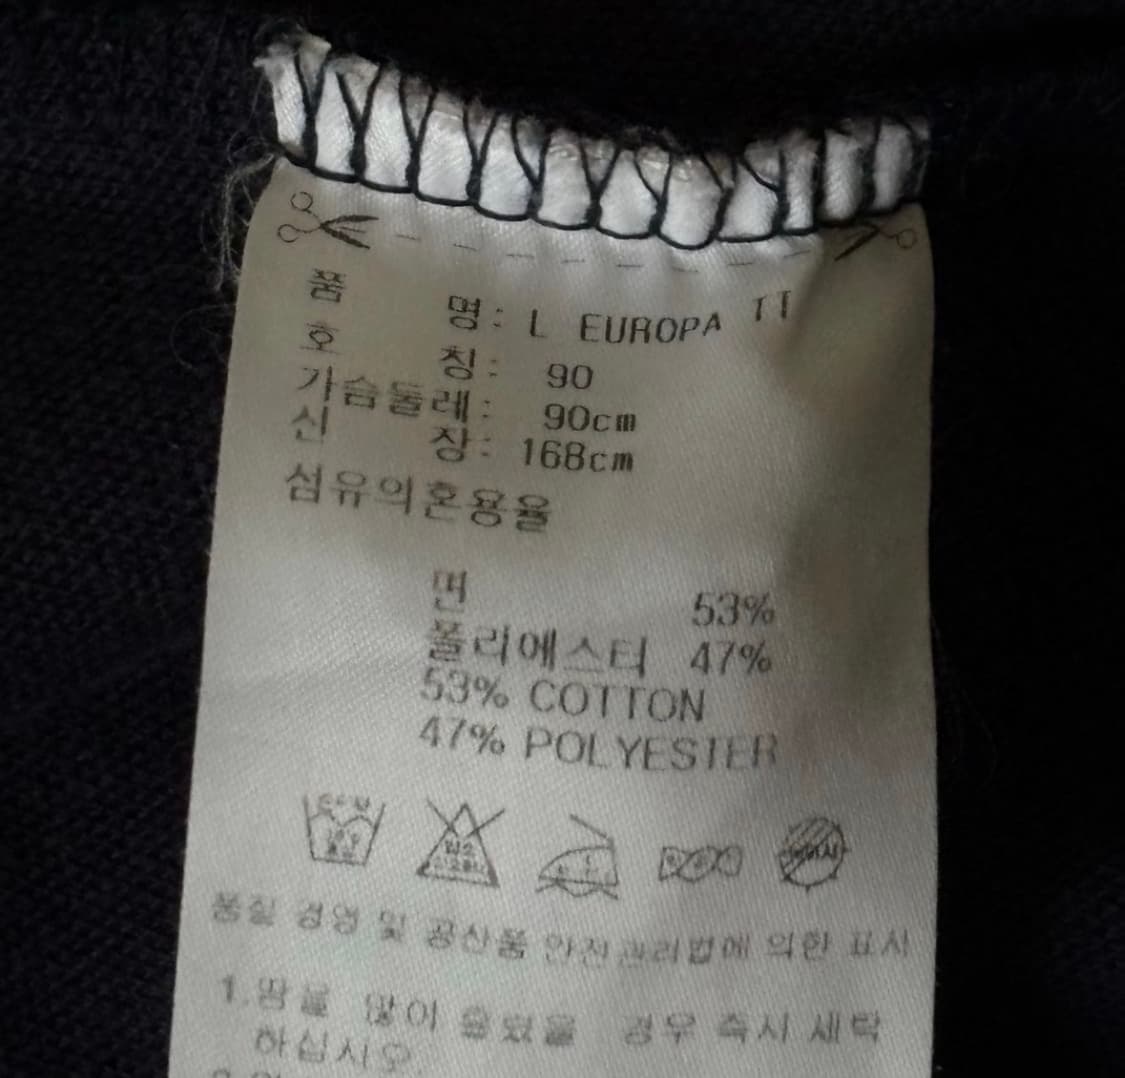 품 명: L EUROPA TT
호 칭: 90
가슴둘레: 90cm
신 장: 168cm
섬유의혼용율
면 53%
폴리에스터 47%
53% COTTON
47% POLYESTER
염소
품질 경영 및 공산품 안전관리법에 의한 표시
1.땀을 많이 흘렸을 경우 즉시 세탁
하십시오.